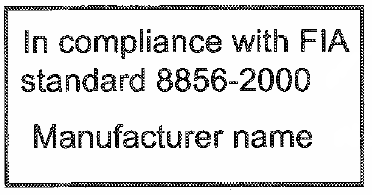 In compliance with FIA
standard 8856-2000
Manufacturer name